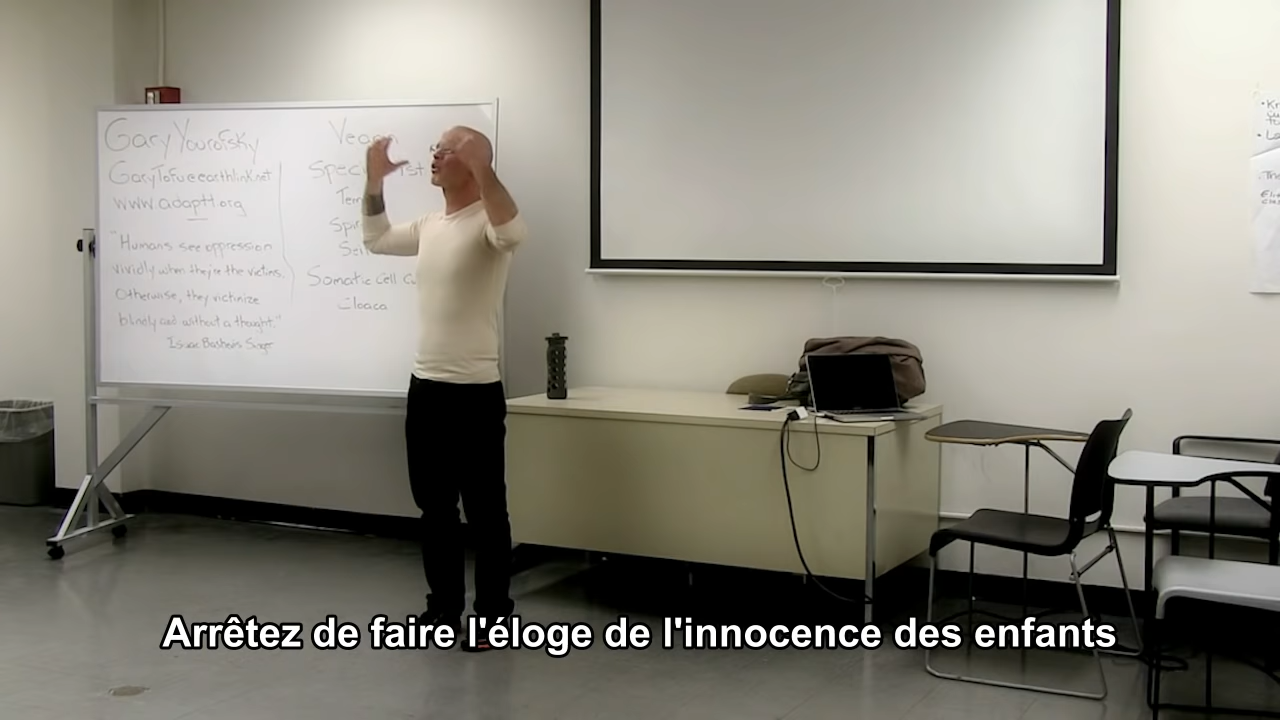 Gary Yourofsky
GaryToFu@earthlink.net
www.adaptt.org
"Humans see oppression
vividly when they're the victims.
Otherwise, they victimize
blindly and without a thought."
Isaac Bashevis Singer
Vegan
Somatic Cell
Cloaca
Arrêtez de faire l'éloge de l'innocence des enfants